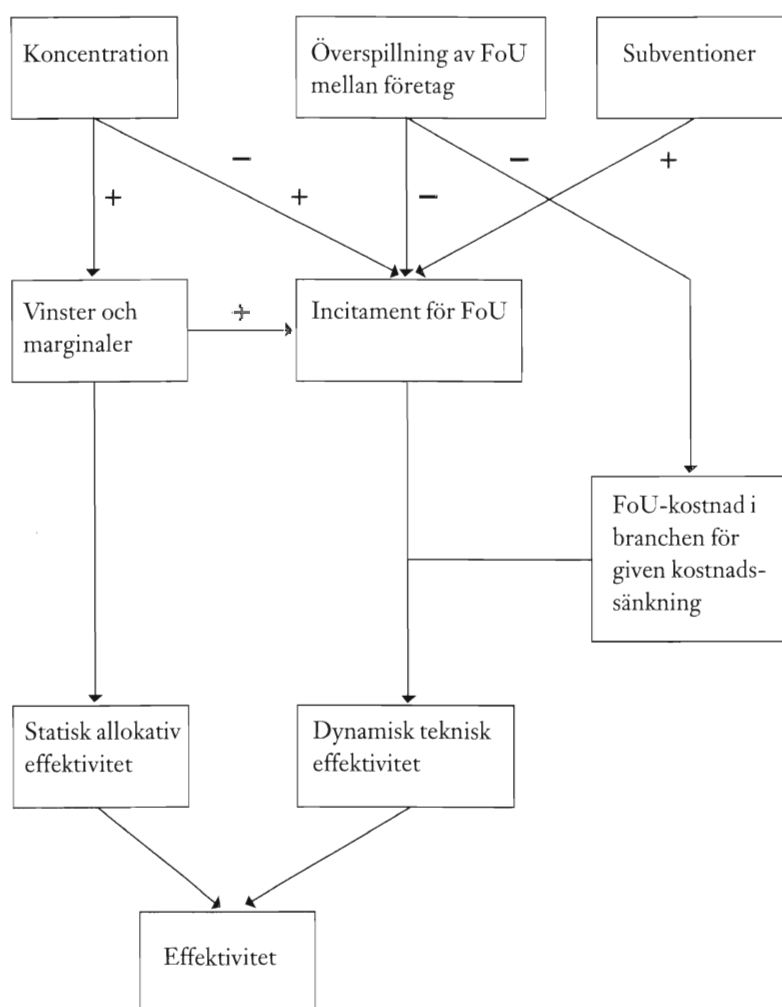 Koncentration
Överspillning av FoU
mellan företag
Subventioner
−
−
+
+
+
−
Vinster och
marginaler
+
Incitament för FoU
FoU-kostnad i
branchen för
given kostnads-
sänkning
Statisk allokativ
effektivitet
Dynamisk teknisk
effektivitet
Effektivitet